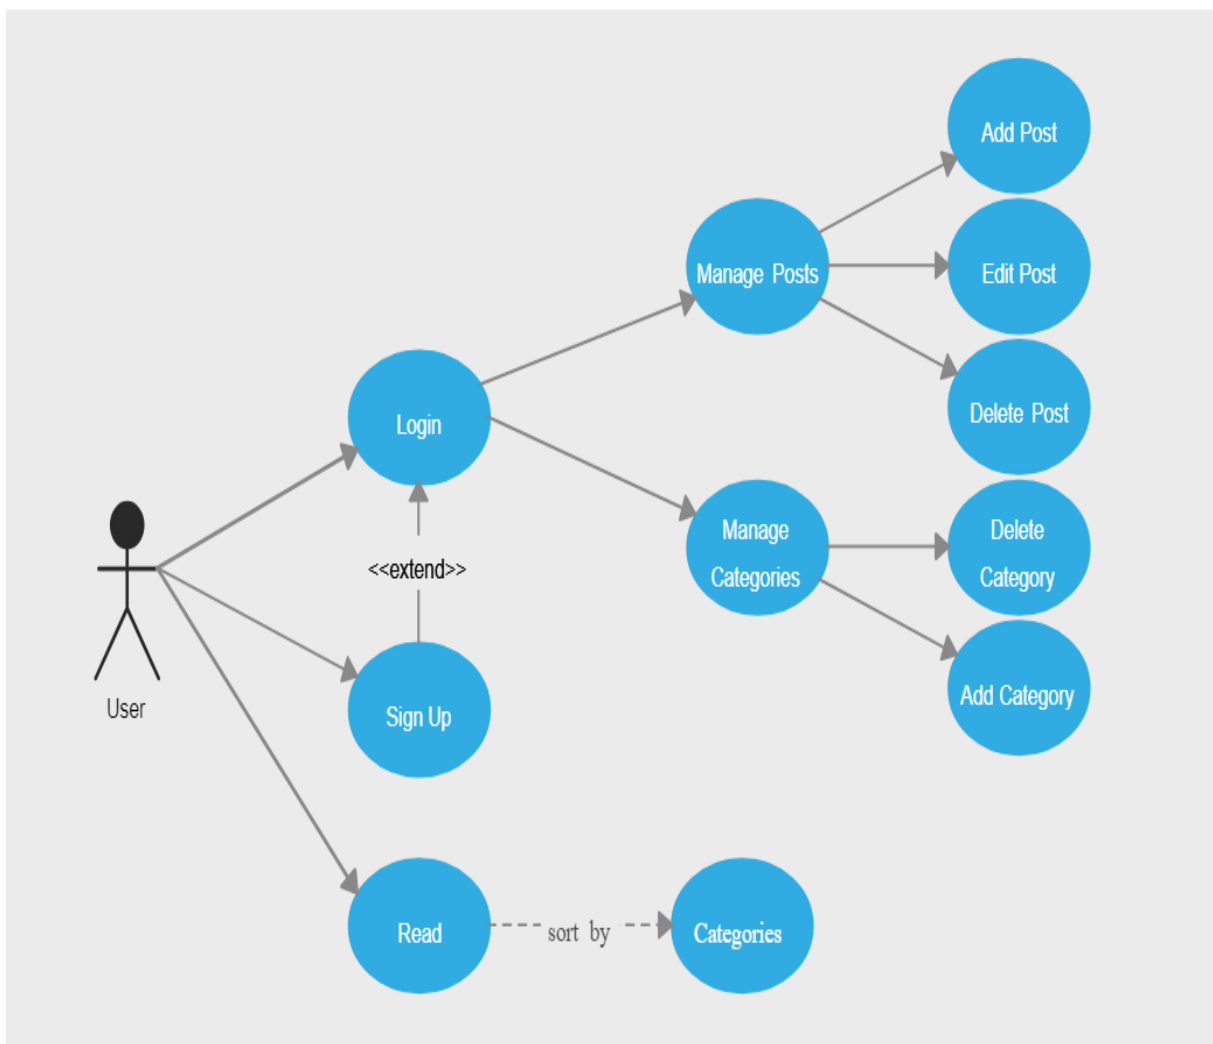 Add Post
Manage Posts
Edit Post
Delete Post
Login
Manage
Categories
Delete
Category
<<extend>>
Add Category
User
Sign Up
Read
sort by
Categories